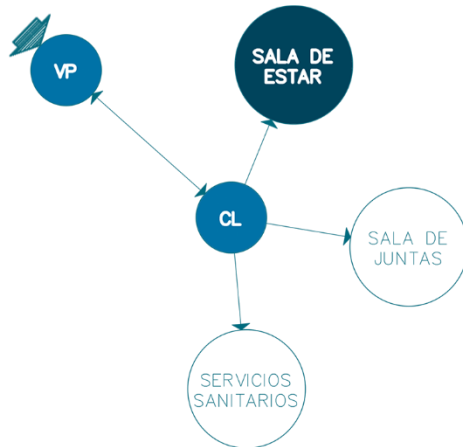 VP
SALA DE
ESTAR
CL
SALA DE
JUNTAS
SERVICIOS
SANITARIOS